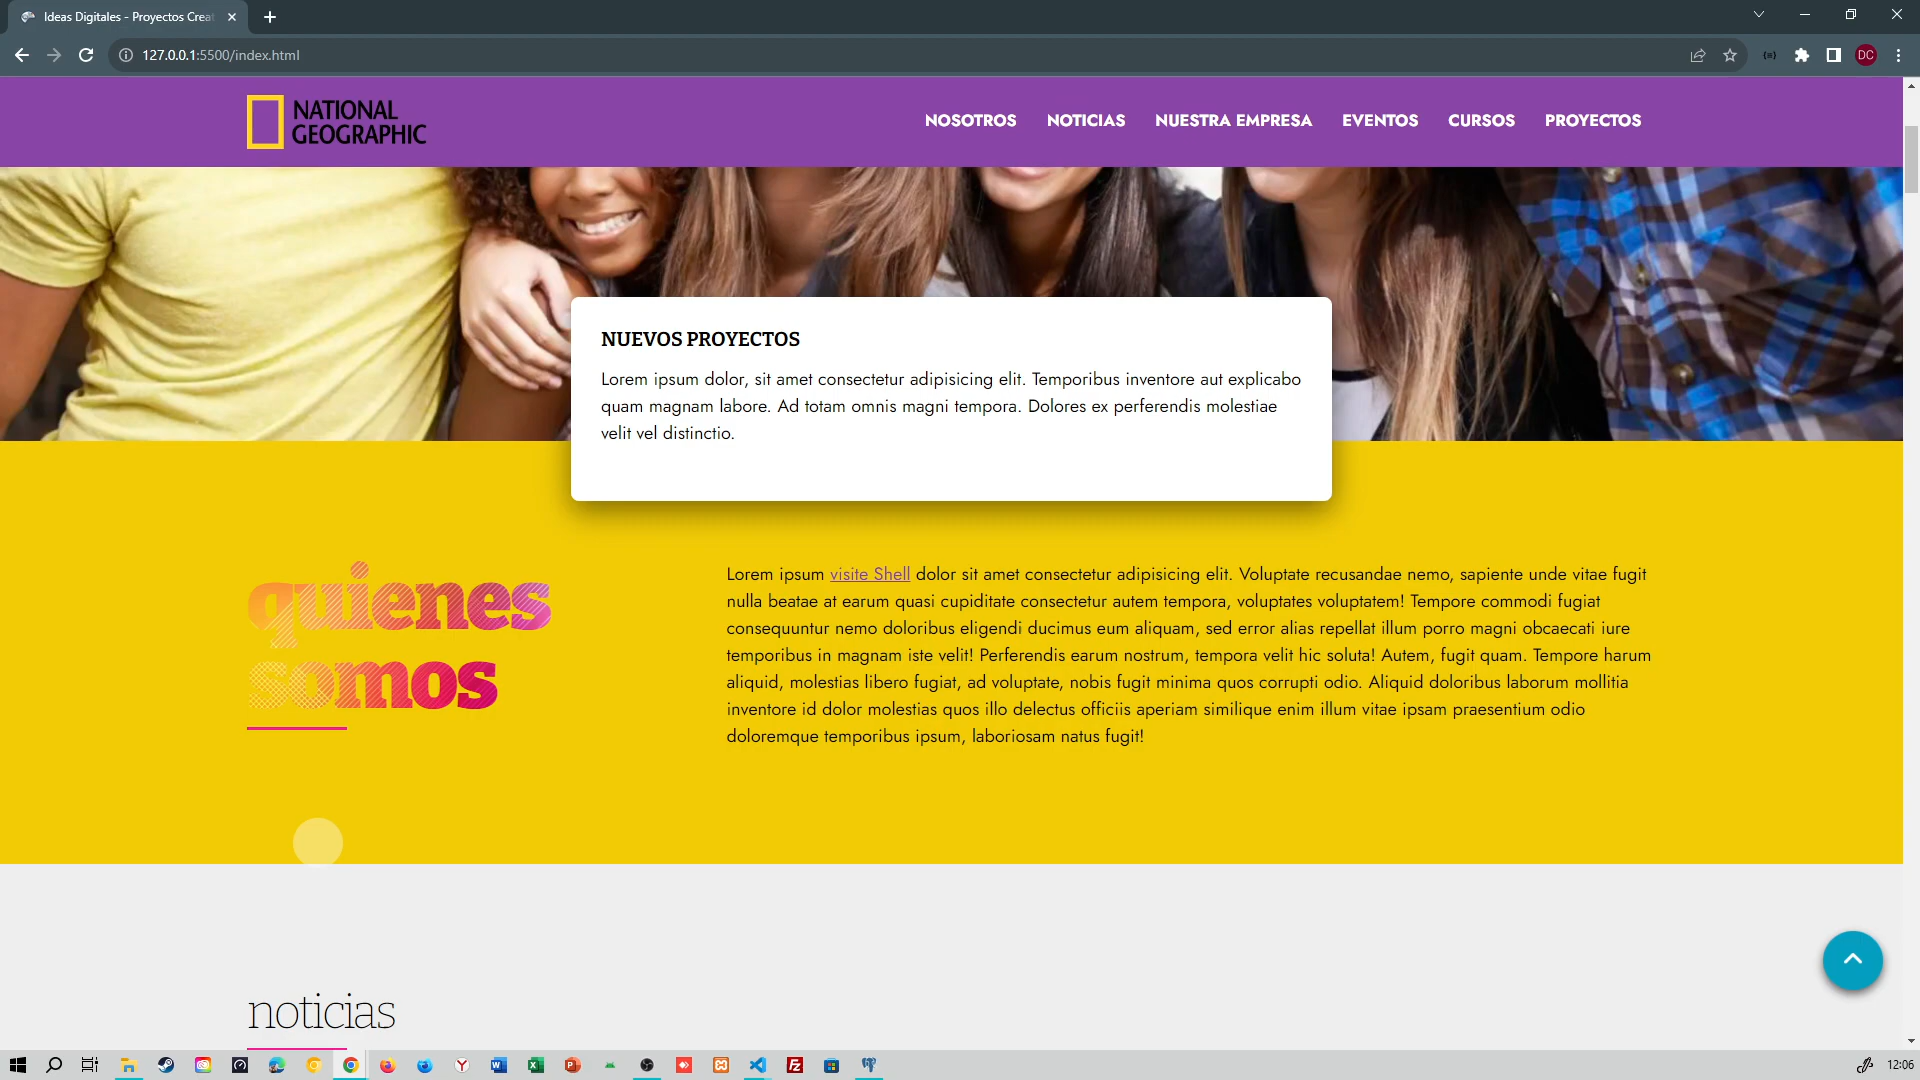 Ideas Digitales - Proyectos Crea
127.0.0.1:5500/index.html
DC
NATIONAL
GEOGRAPHIC
NOSOTROS NOTICIAS NUESTRA EMPRESA EVENTOS CURSOS PROYECTOS
NUEVOS PROYECTOS
Lorem ipsum dolor, sit amet consectetur adipisicing elit. Temporibus inventore aut explicabo
quam magnam labore. Ad totam omnis magni tempora. Dolores ex perferendis molestiae
velit vel distinctio.
quienes
somos
Lorem ipsum visite Shell dolor sit amet consectetur adipisicing elit. Voluptate recusandae nemo, sapiente unde vitae fugit
nulla beatae at earum quasi cupiditate consectetur autem tempora, voluptates voluptatem! Tempore commodi fugiat
consequuntur nemo doloribus eligendi ducimus eum aliquam, sed error alias repellat illum porro magni obcaecati iure
temporibus in magnam iste velit! Perferendis earum nostrum, tempora velit hic soluta! Autem, fugit quam. Tempore harum
aliquid, molestias libero fugiat, ad voluptate, nobis fugit minima quos corrupti odio. Aliquid doloribus laborum mollitia
inventore id dolor molestias quos illo delectus officiis aperiam similique enim illum vitae ipsam praesentium odio
doloremque temporibus ipsum, laboriosam natus fugit!
noticias
12:06